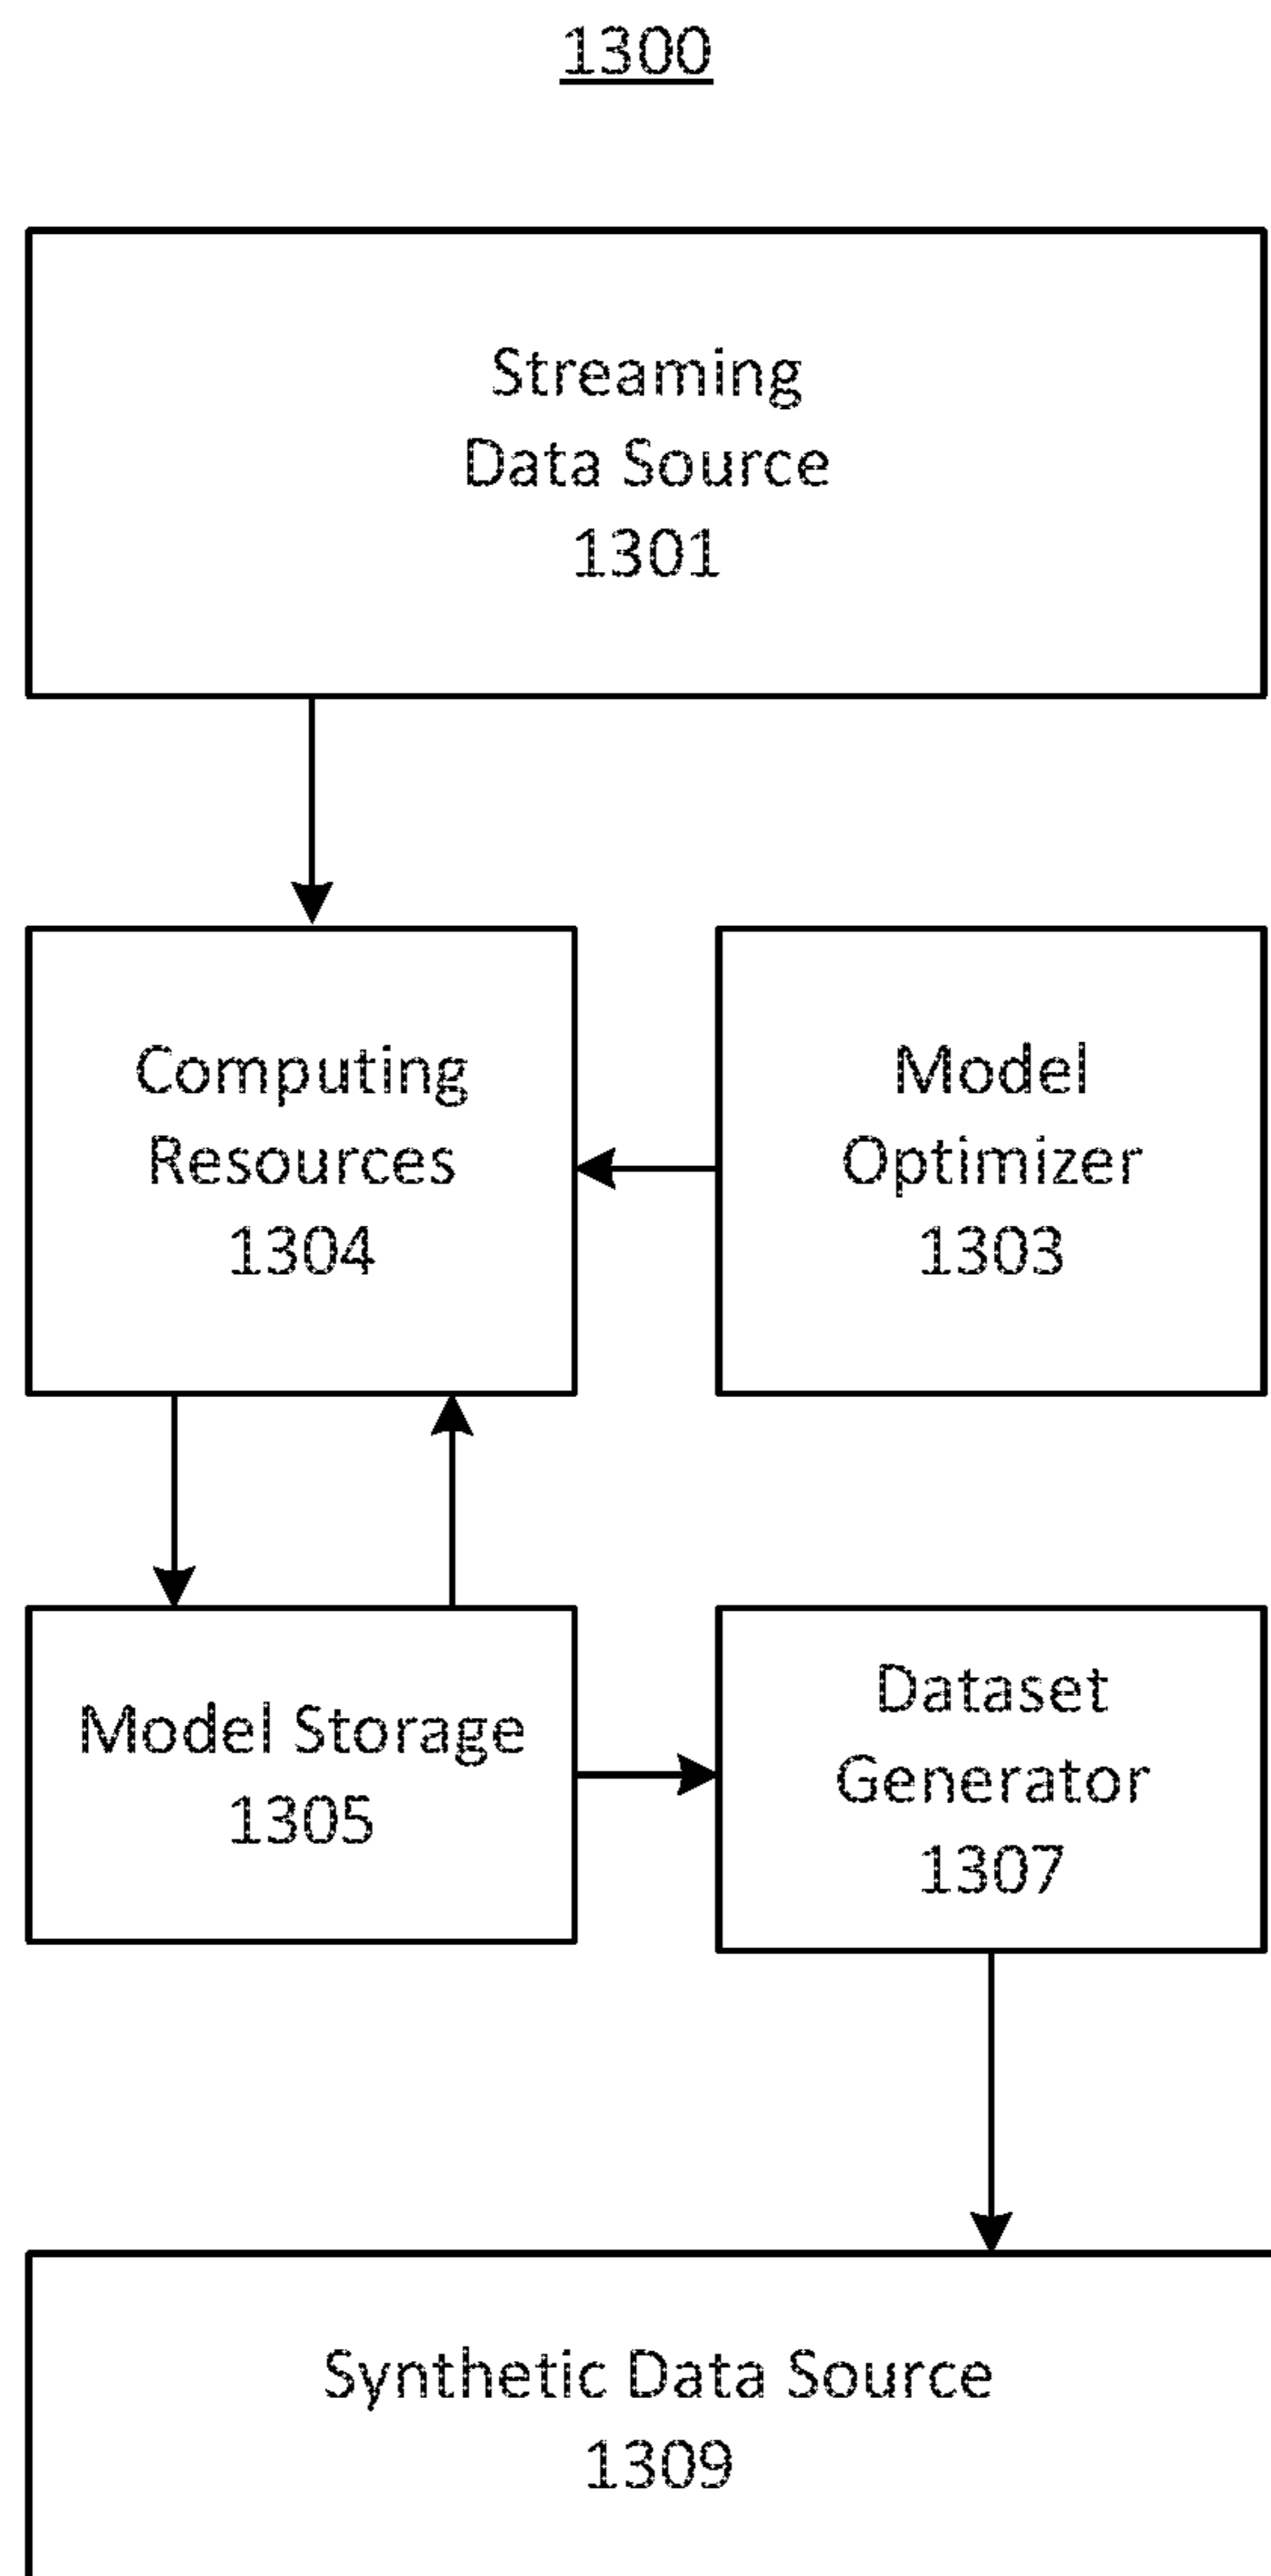 1300
Streaming
Data Source
1301
Computing
Resources
1304
Model
Optimizer
1303
Model Storage
1305
Dataset
Generator
1307
Synthetic Data Source
1309